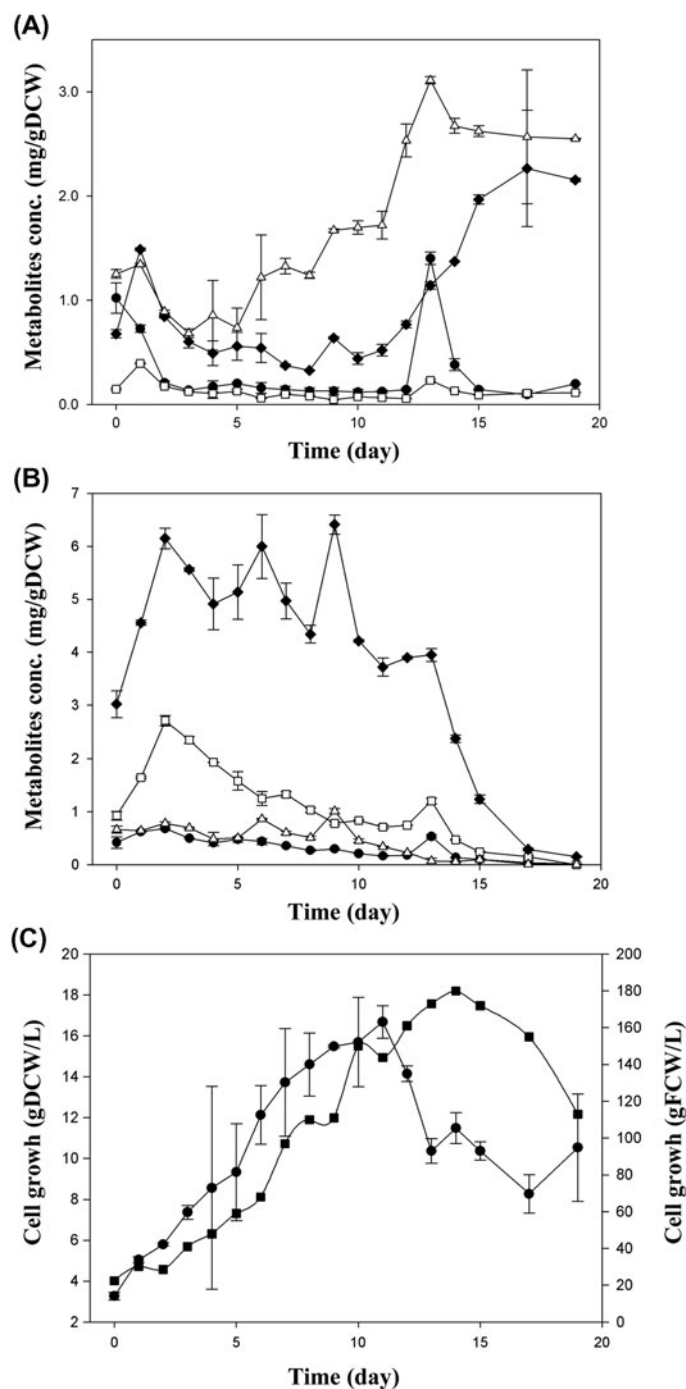 (A)
Metabolites conc. (mg/gDCW)
3.0
2.0
1.0
0.0
0 5 10 15 20
Time (day)
(B)
Metabolites conc. (mg/gDCW)
7
6
5
4
3
2
1
0
0 5 10 15 20
Time (day)
(C)
Cell growh (gDCW/L)
20
18
16
14
12
10
8
6
4
2
200
180
160
140
120
100
80
60
40
20
0
Cell growh (gFCW/L)
0 5 10 15 20
Time (day)